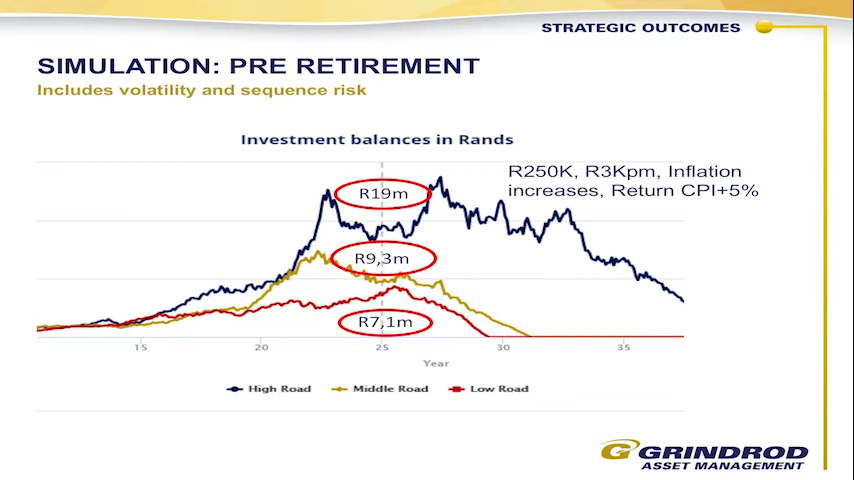 STRATEGIC OUTCOMES
SIMULATION: PRE RETIREMENT
Includes volatility and sequence risk
Investment balances in Rands
R250K, R3Kpm, Inflation
increases, Return CPI+5%
R19m
R9,3m
R7,1m
15 20 25 30 35
Year
High Road Middle Road Low Road
GRINDROD
ASSET MANAGEMENT